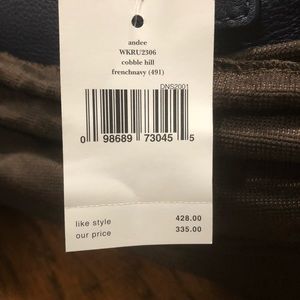 andee
WKRU2306
cobble hill
frenchnavy (491)
DNS2001
0 98689 73045 5
like style 428.00
our price 335.00